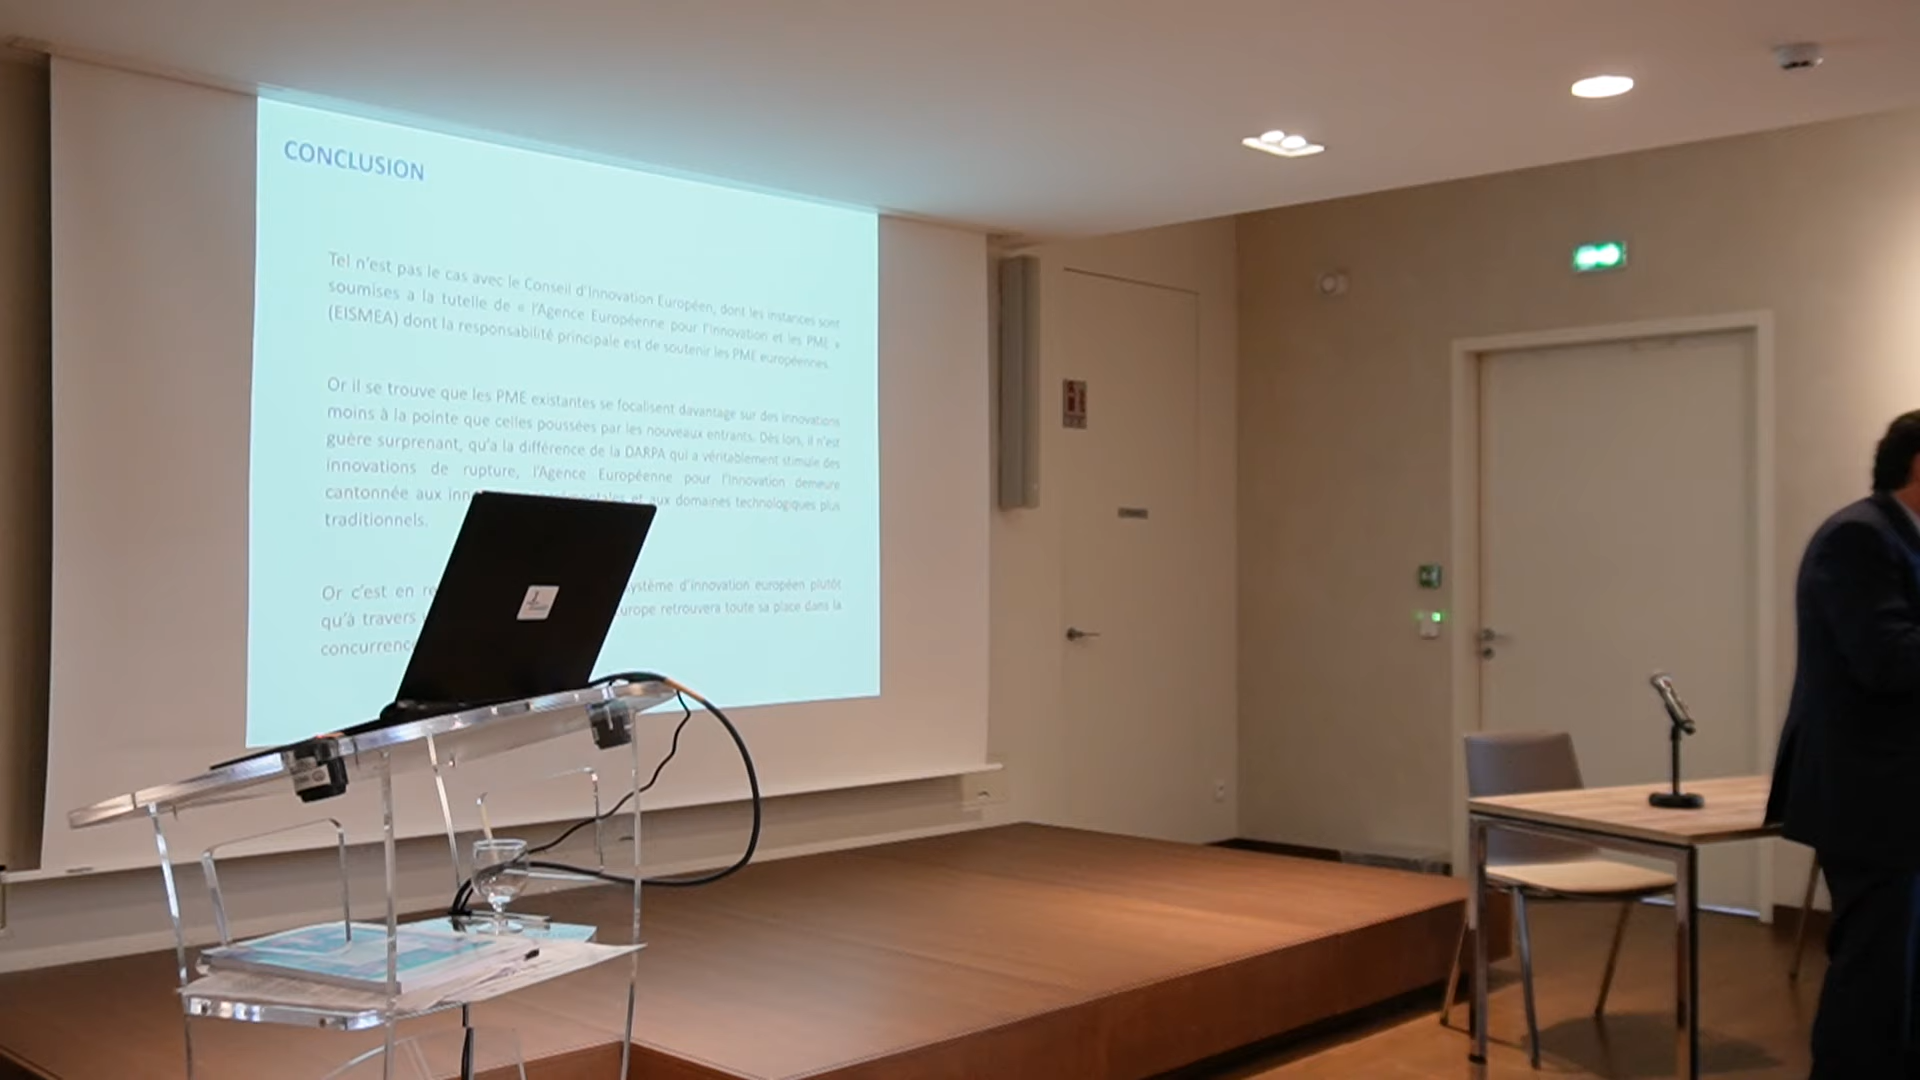 CONCLUSION
Tel n'est pas le cas avec le Conseil d'Innovation Européen, dont les instances sont
soumises a la tutelle de « l'Agence Européenne pour l'Innovation et les PME »
(EISMEA) dont la responsabilité principale est de soutenir les PME européennes.
Or il se trouve que les PME existantes se focalisent davantage sur des innovations
moins à la pointe que celles poussées par les nouveaux entrants. Dès lors, il n'est
guère surprenant, qu'a la différence de la DARPA qui a véritablement stimule des
innovations de rupture, l'Agence Européenne pour l'Innovation demeure
cantonnée aux et aux domaines technologiques plus
traditionnels.
Or c'est en d'innovation européen plutôt
qu'à travers retrouvera toute sa place dans la